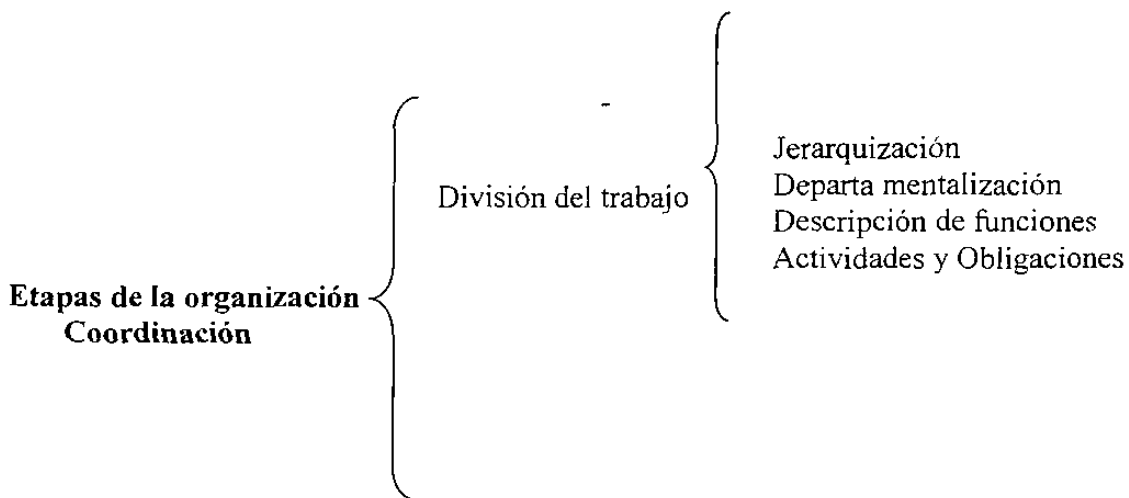 Etapas de la organización
Coordinación
División del trabajo
Jerarquización
Departa mentalización
Descripción de funciones
Actividades y Obligaciones